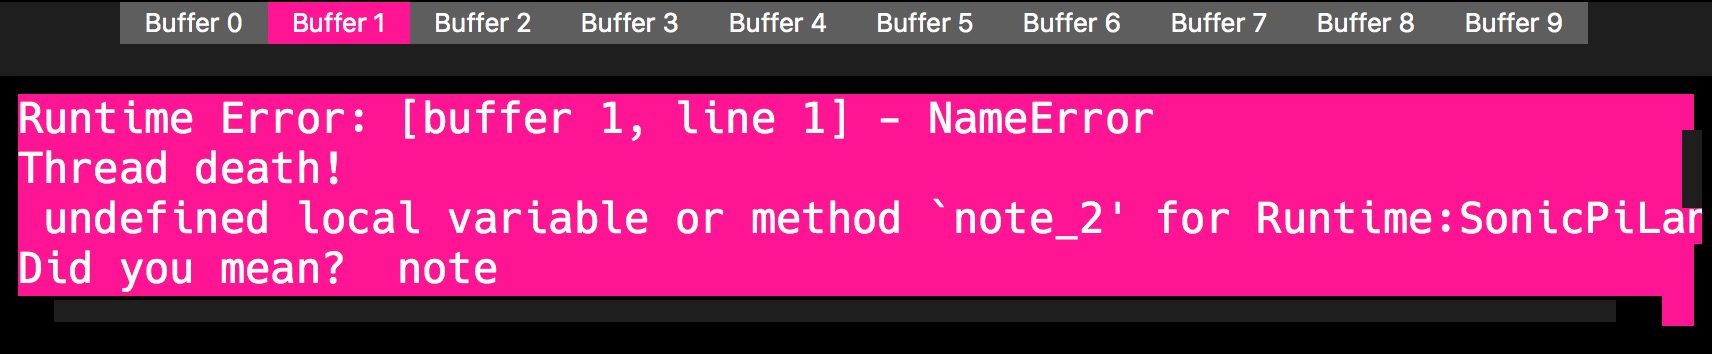 Buffer 0 Buffer 1 Buffer 2 Buffer 3 Buffer 4 Buffer 5 Buffer 6 Buffer 7 Buffer 8 Buffer 9
Runtime Error: [buffer 1, line 1] - NameError
Thread death!
undefined local variable or method `note_2' for Runtime:SonicPiLan
Did you mean?  note